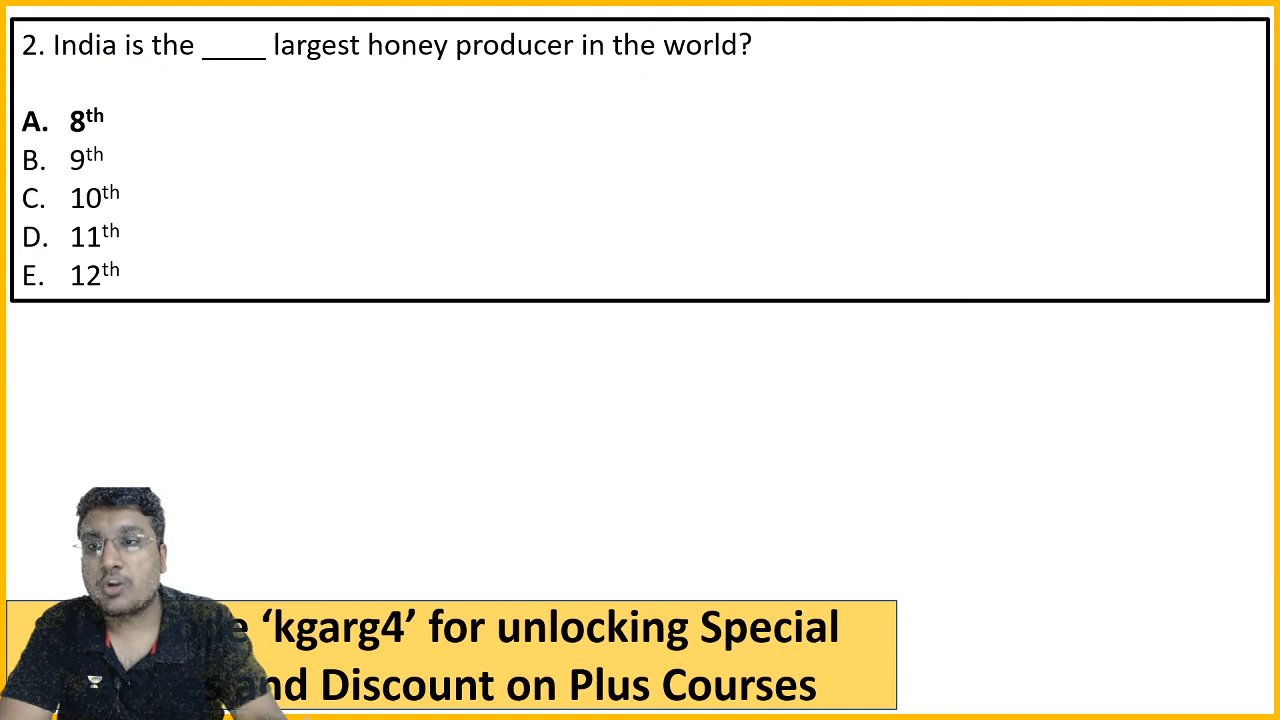 2. India is the ____ largest honey producer in the world?
A. 8th
B. 9th
C. 10th
D. 11th
E. 12th
‘kgarg4’ for unlocking Special
and Discount on Plus Courses